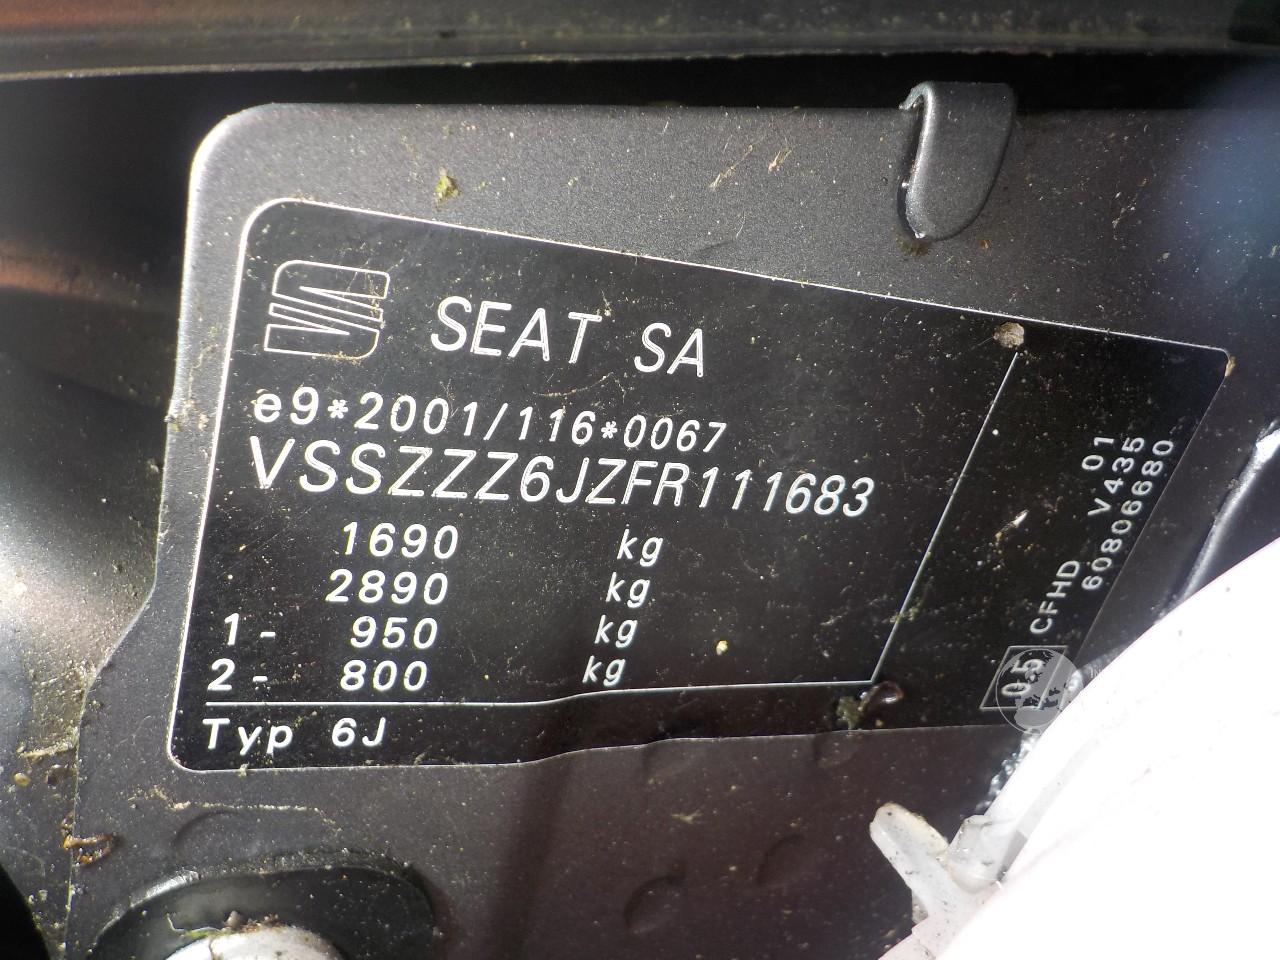 SEAT SA
e9*2001/116*0067
VSSZZZ6JZFR111683
1690 kg
2890 kg
1- 950 kg
2- 800 kg
Typ 6J
01
V435
60806680
CFHD
05